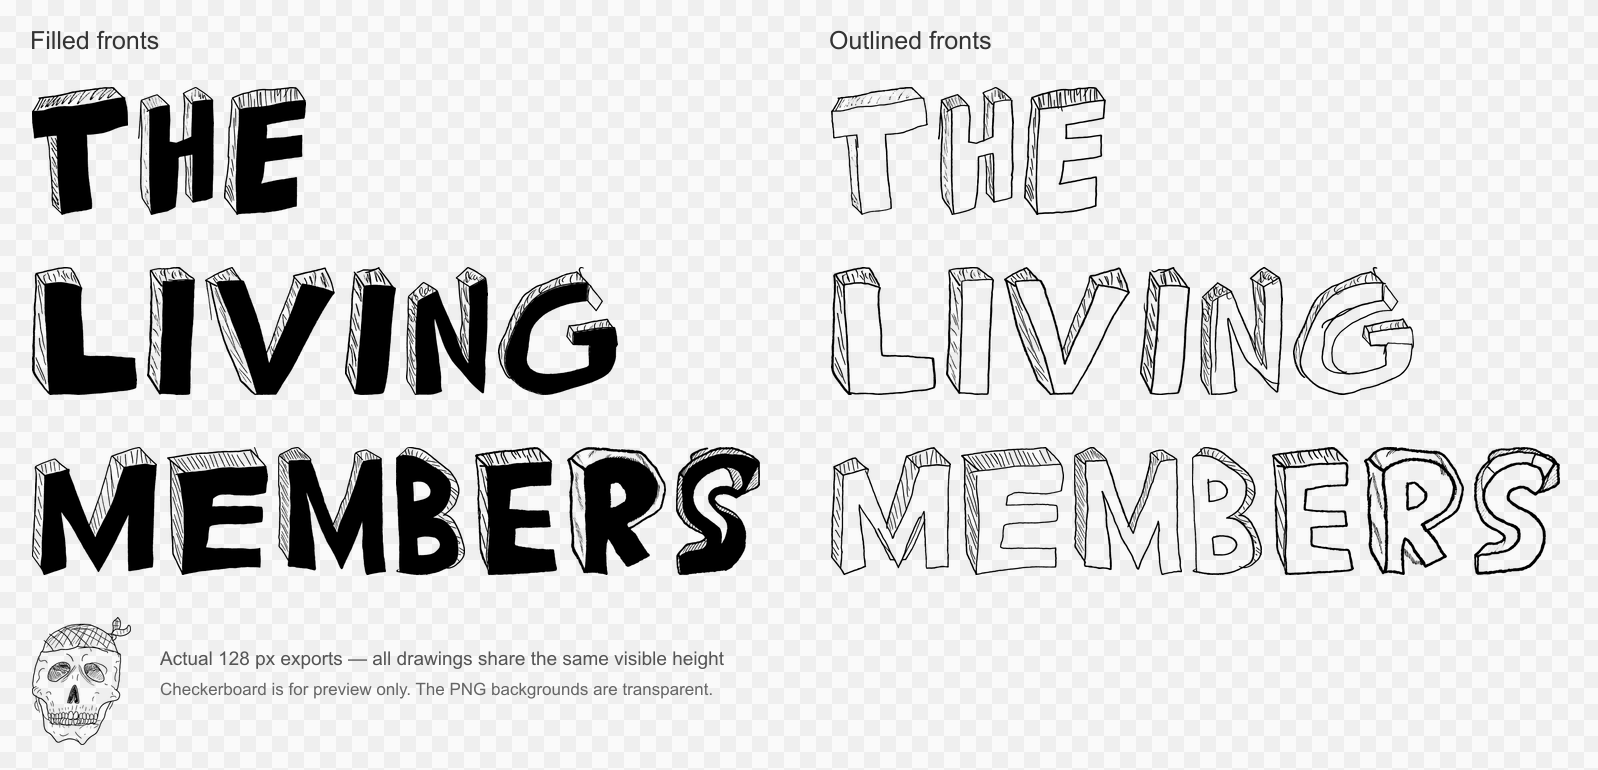 Filled fronts
THE
LIVING
MEMBERS
Outlined fronts
THE
LIVING
MEMBERS
Actual 128 px exports — all drawings share the same visible height
Checkerboard is for preview only. The PNG backgrounds are transparent.